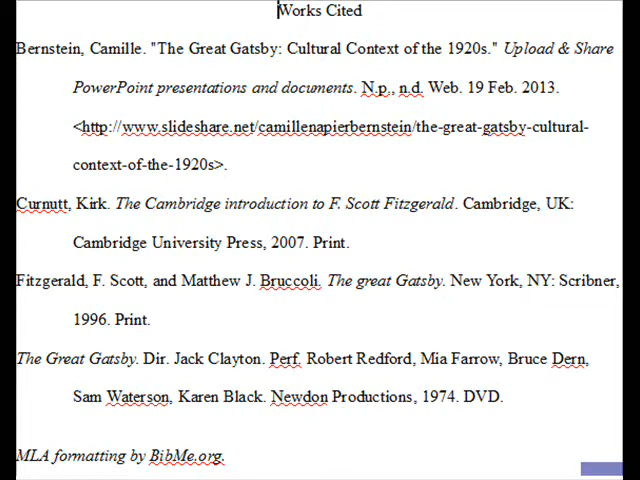 Works Cited
Bernstein, Camille. "The Great Gatsby: Cultural Context of the 1920s." Upload & Share
PowerPoint presentations and documents. N.p., n.d. Web. 19 Feb. 2013.
<http://www.slideshare.net/camillenapierbernstein/the-great-gatsby-cultural-
context-of-the-1920s>.
Curnutt, Kirk. The Cambridge introduction to F. Scott Fitzgerald. Cambridge, UK:
Cambridge University Press, 2007. Print.
Fitzgerald, F. Scott, and Matthew J. Bruccoli. The great Gatsby. New York, NY: Scribner,
1996. Print.
The Great Gatsby. Dir. Jack Clayton. Perf. Robert Redford, Mia Farrow, Bruce Dern,
Sam Waterson, Karen Black. Newdon Productions, 1974. DVD.
MLA formatting by BibMe.org.